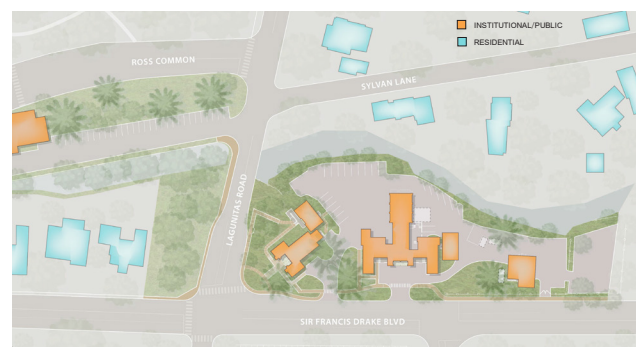 INSTITUTIONAL/PUBLIC
RESIDENTIAL
ROSS COMMON
SYLVAN LANE
LAGUNITAS ROAD
SIR FRANCIS DRAKE BLVD